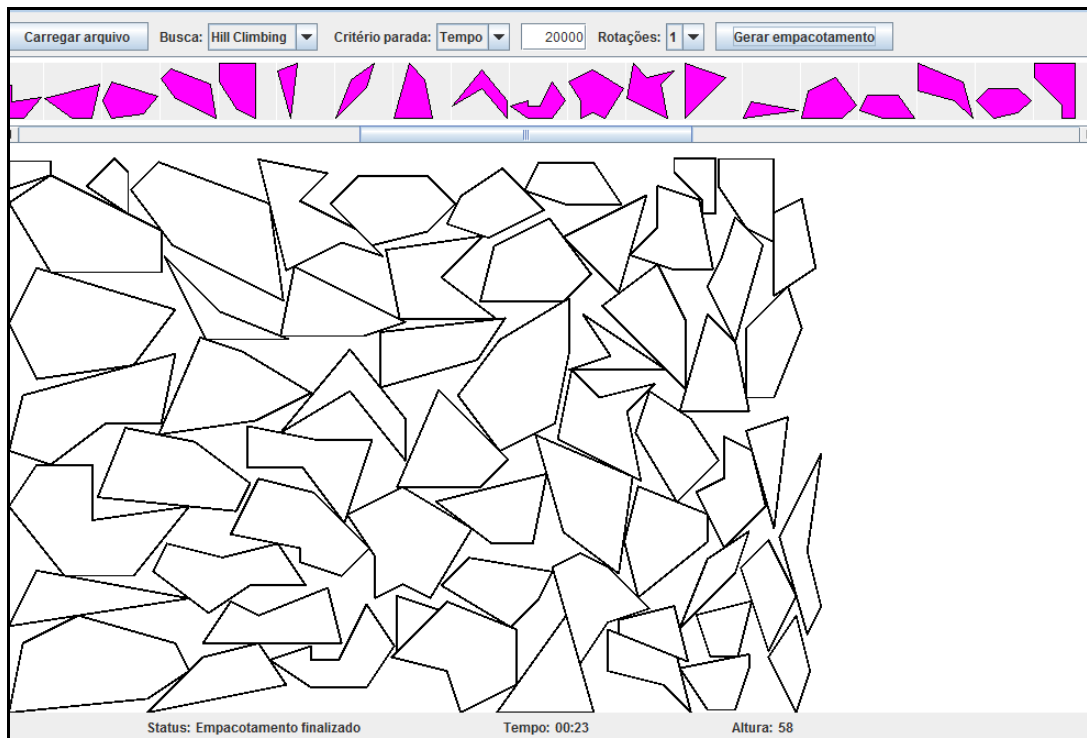 Carregar arquivo Busca: Hill Climbing Critério parada: Tempo 20000 Rotações: 1 Gerar empacotamento
Status: Empacotamento finalizado Tempo: 00:23 Altura: 58